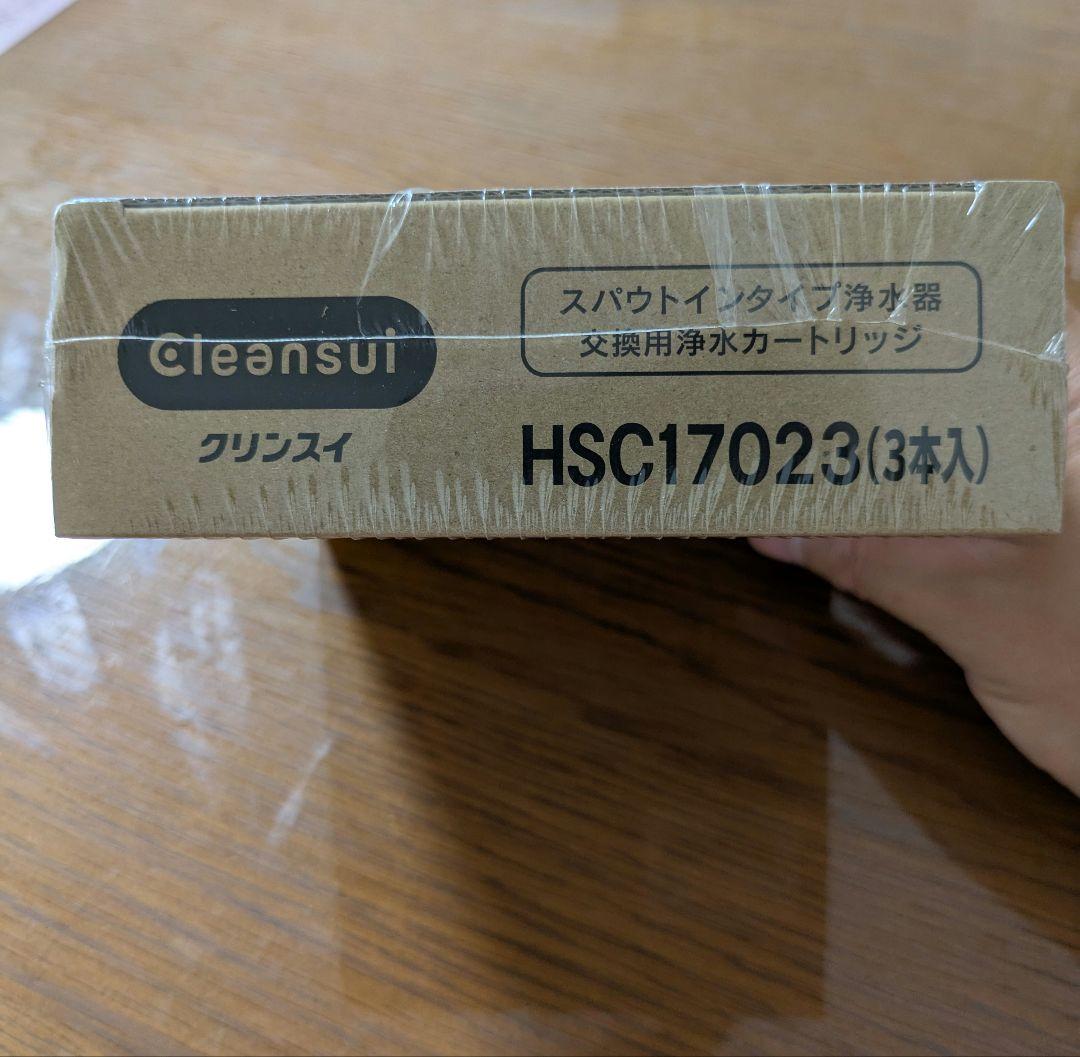 Cleansui
クリンスイ
スパウトインタイプ浄水器
交換用浄水カートリッジ
HSC17023(3本入)